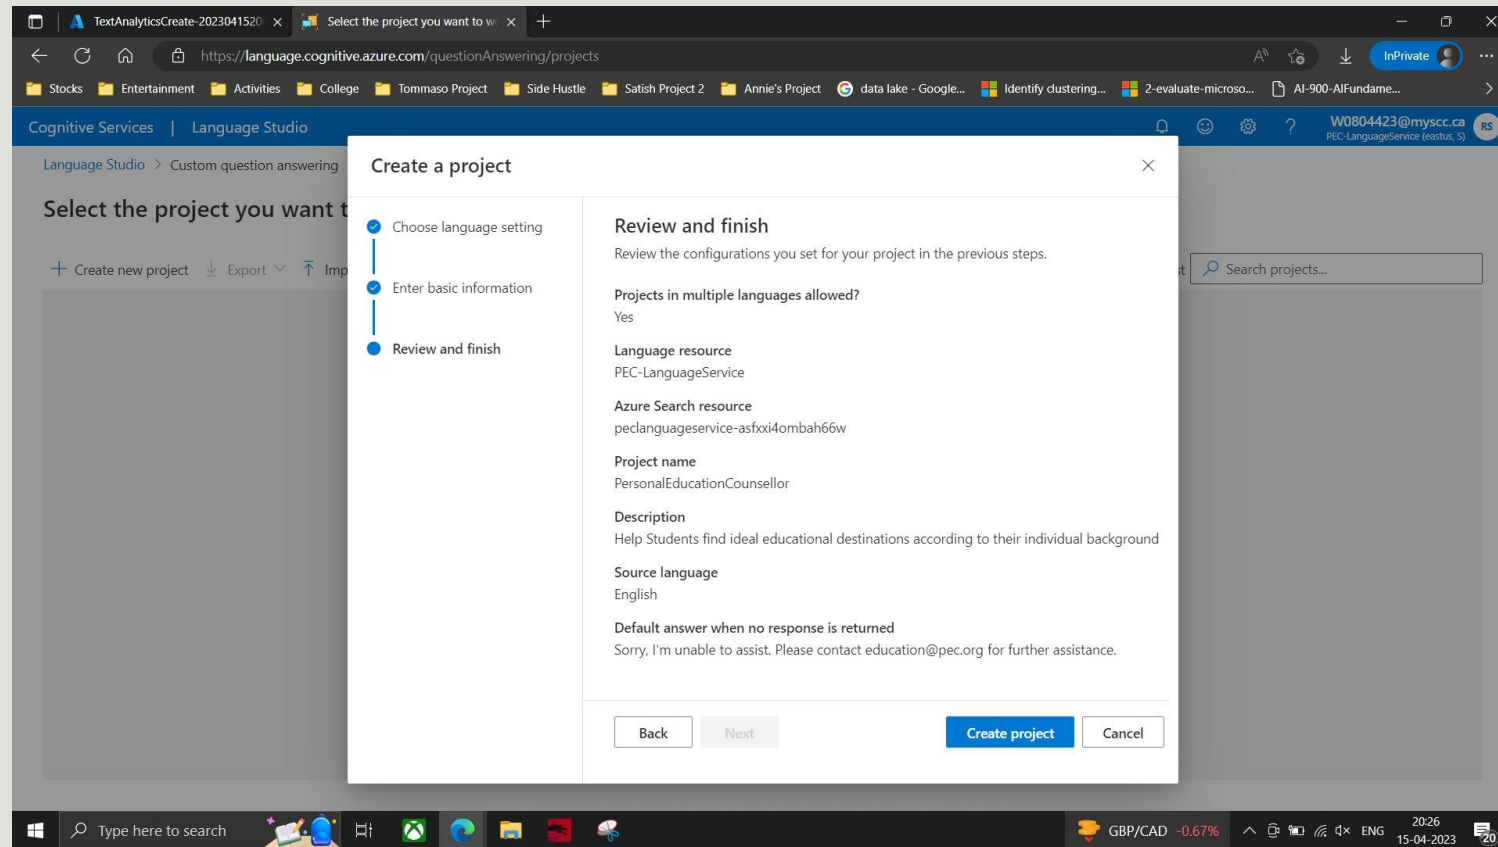 TextAnalyticsCreate-2023041520
Select the project you want to w
https://language.cognitive.azure.com/questionAnswering/projects
InPrivate
Stocks Entertainment Activities College Tommaso Project Side Hustle Satish Project 2 Annie's Project data lake - Google... Identify clustering... 2-evaluate-microso... AI-900-AIFundame...
Cognitive Services | Language Studio
W0804423@myscc.ca
PEC-LanguageService (eastus, S)
RS
Language Studio > Custom question answering
Select the project you want t
Create new project Export Imp
st Search projects...
Create a project
Choose language setting
Enter basic information
Review and finish
Review and finish
Review the configurations you set for your project in the previous steps.
Projects in multiple languages allowed?
Yes
Language resource
PEC-LanguageService
Azure Search resource
peclanguageservice-asfxxi4ombah66w
Project name
PersonalEducationCounsellor
Description
Help Students find ideal educational destinations according to their individual background
Source language
English
Default answer when no response is returned
Sorry, I'm unable to assist. Please contact education@pec.org for further assistance.
Back Next Create project Cancel
Type here to search
GBP/CAD -0.67%
ENG
20:26
15-04-2023
20